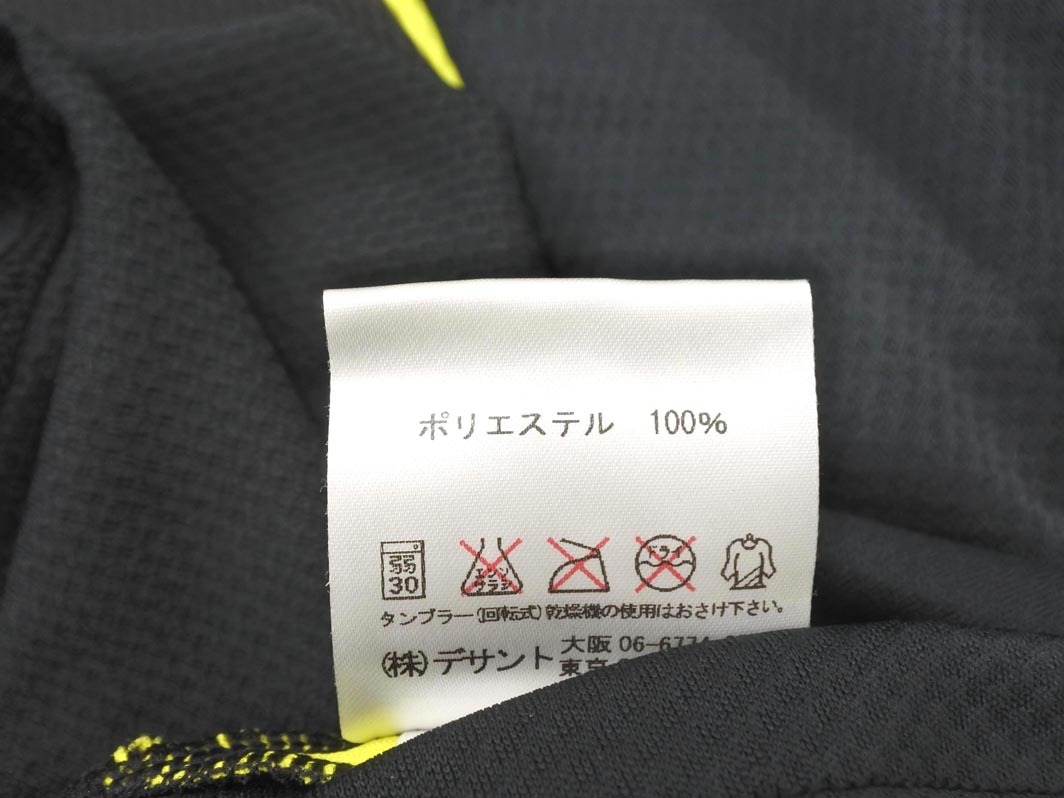 ポリエステル 100%
弱 30 エンソ サラシ ドライ
タンブラー(回転式)乾燥機の使用はおさけ下さい。
(株)デサント
大阪 06-6774
東京